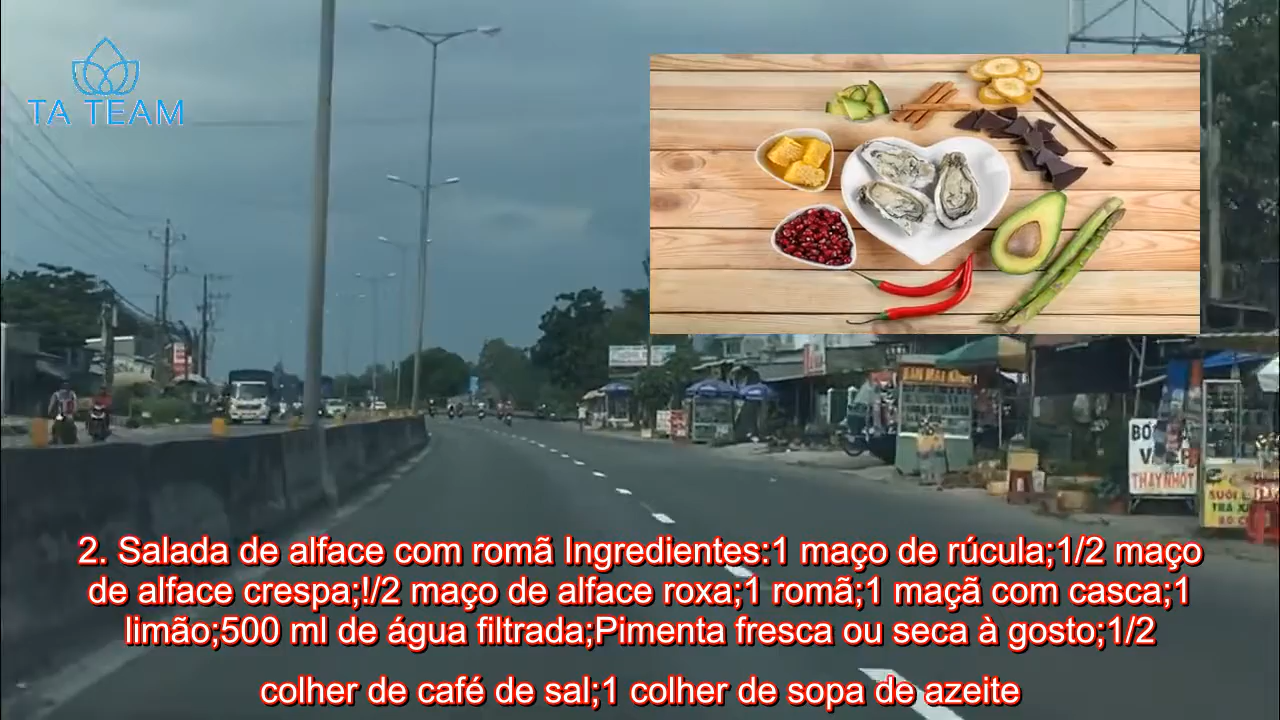 TA TEAM
2. Salada de alface com romã Ingredientes:1 maço de rúcula;1/2 maço
de alface crespa;!/2 maço de alface roxa;1 romã;1 maçã com casca;1
limão;500 ml de água filtrada;Pimenta fresca ou seca à gosto;1/2
colher de café de sal;1 colher de sopa de azeite
THAY NHỚT